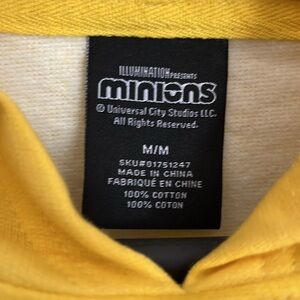 ILLUMINATION PRESENTS
minions
© Universal City Studios LLC.
All Rights Reserved.
M/M
SKU#01751247
MADE IN CHINA
FABRIQUÉ EN CHINE
100% COTTON
100% COTON